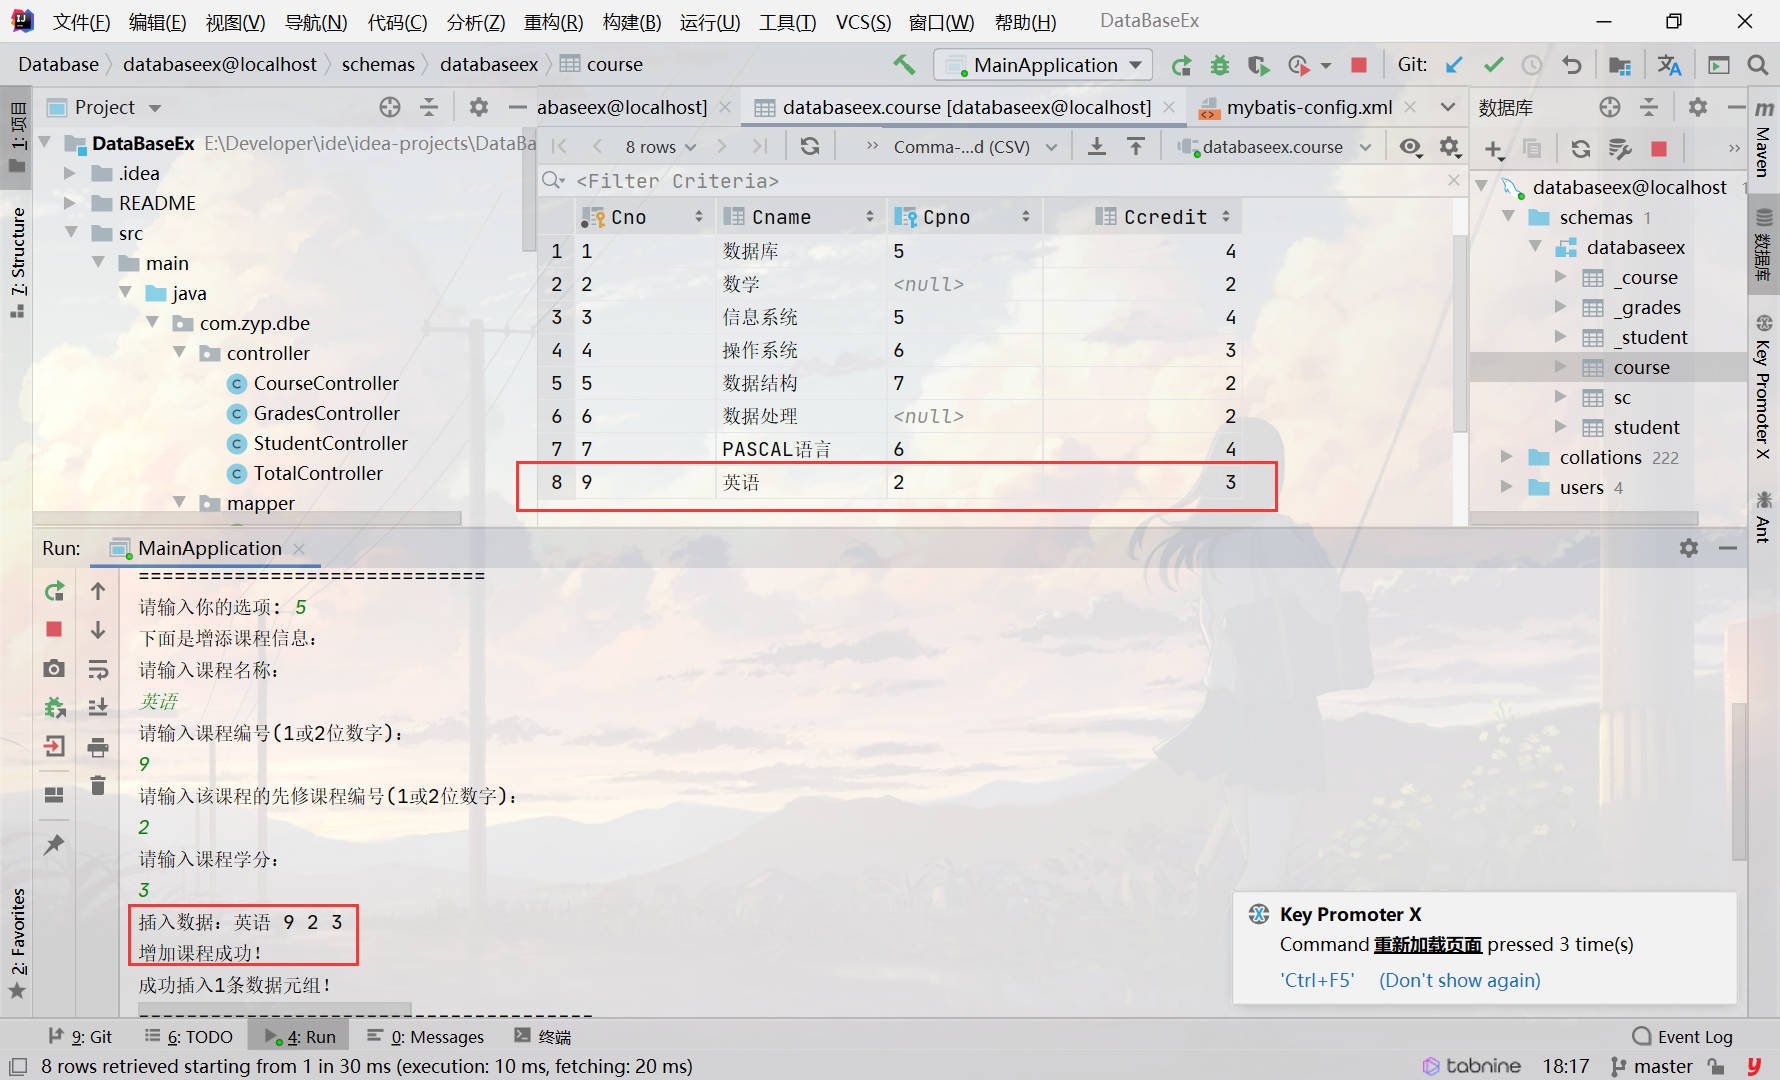 文件(F) 编辑(E) 视图(V) 导航(N) 代码(C) 分析(Z) 重构(R) 构建(B) 运行(U) 工具(T) VCS(S) 窗口(W) 帮助(H) DataBaseEx
Database databaseex@localhost schemas databaseex course MainApplication Git:
1: 项目
7: Structure
2: Favorites
Project
DataBaseEx E:\Developer\ide\idea-projects\DataBa
.idea
README
src
main
java
com.zyp.dbe
controller
CourseController
GradesController
StudentController
TotalController
mapper
abaseex@localhost] databaseex.course [databaseex@localhost] mybatis-config.xml
8 rows Comma-...d (CSV) databaseex.course
<Filter Criteria>
Cno Cname Cpno Ccredit
1 1 数据库 5 4
2 2 数学 <null> 2
3 3 信息系统 5 4
4 4 操作系统 6 3
5 5 数据结构 7 2
6 6 数据处理 <null> 2
7 7 PASCAL语言 6 4
8 9 英语 2 3
数据库
databaseex@localhost 1
schemas 1
databaseex
_course
_grades
_student
course
sc
student
collations 222
users 4
Maven
数据库
Key Promoter X
Ant
Run: MainApplication
=============================
请输入你的选项: 5
下面是增添课程信息:
请输入课程名称:
英语
请输入课程编号(1或2位数字):
9
请输入该课程的先修课程编号(1或2位数字):
2
请输入课程学分:
3
插入数据: 英语 9 2 3
增加课程成功!
成功插入1条数据元组!
Key Promoter X
Command 重新加载页面 pressed 3 time(s)
'Ctrl+F5' (Don't show again)
9: Git 6: TODO 4: Run 0: Messages 终端 Event Log
8 rows retrieved starting from 1 in 30 ms (execution: 10 ms, fetching: 20 ms) tabnine 18:17 master